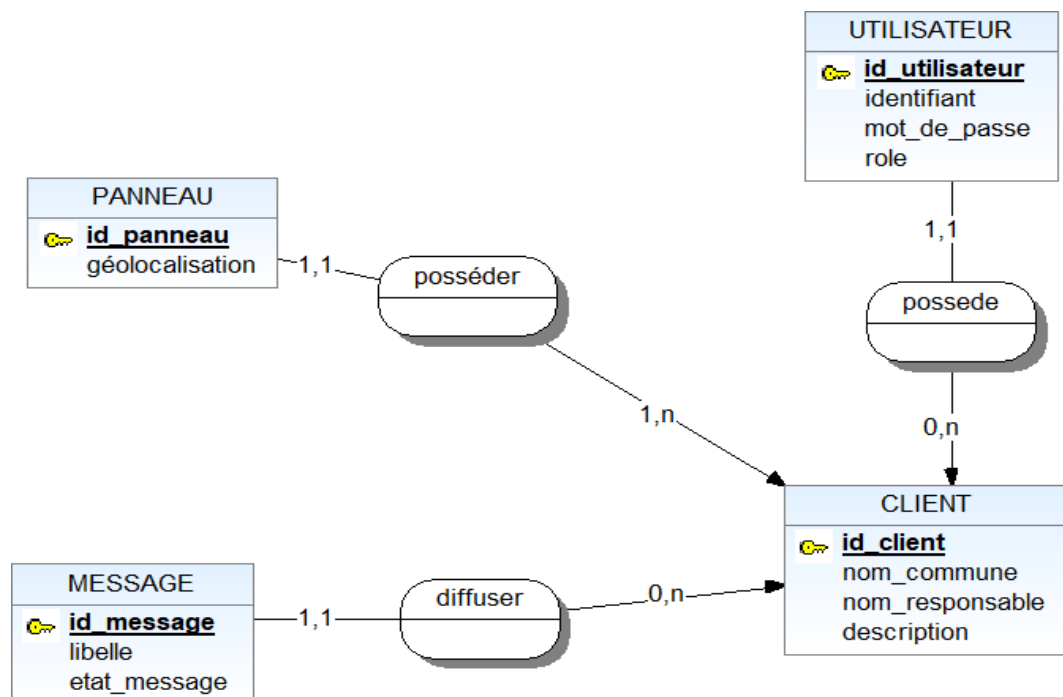 UTILISATEUR
id_utilisateur
identifiant
mot_de_passe
role
1,1
possede
0,n
PANNEAU
id_panneau
géolocalisation
1,1
posséder
1,n
CLIENT
id_client
nom_commune
nom_responsable
description
MESSAGE
id_message
libelle
etat_message
1,1
diffuser
0,n